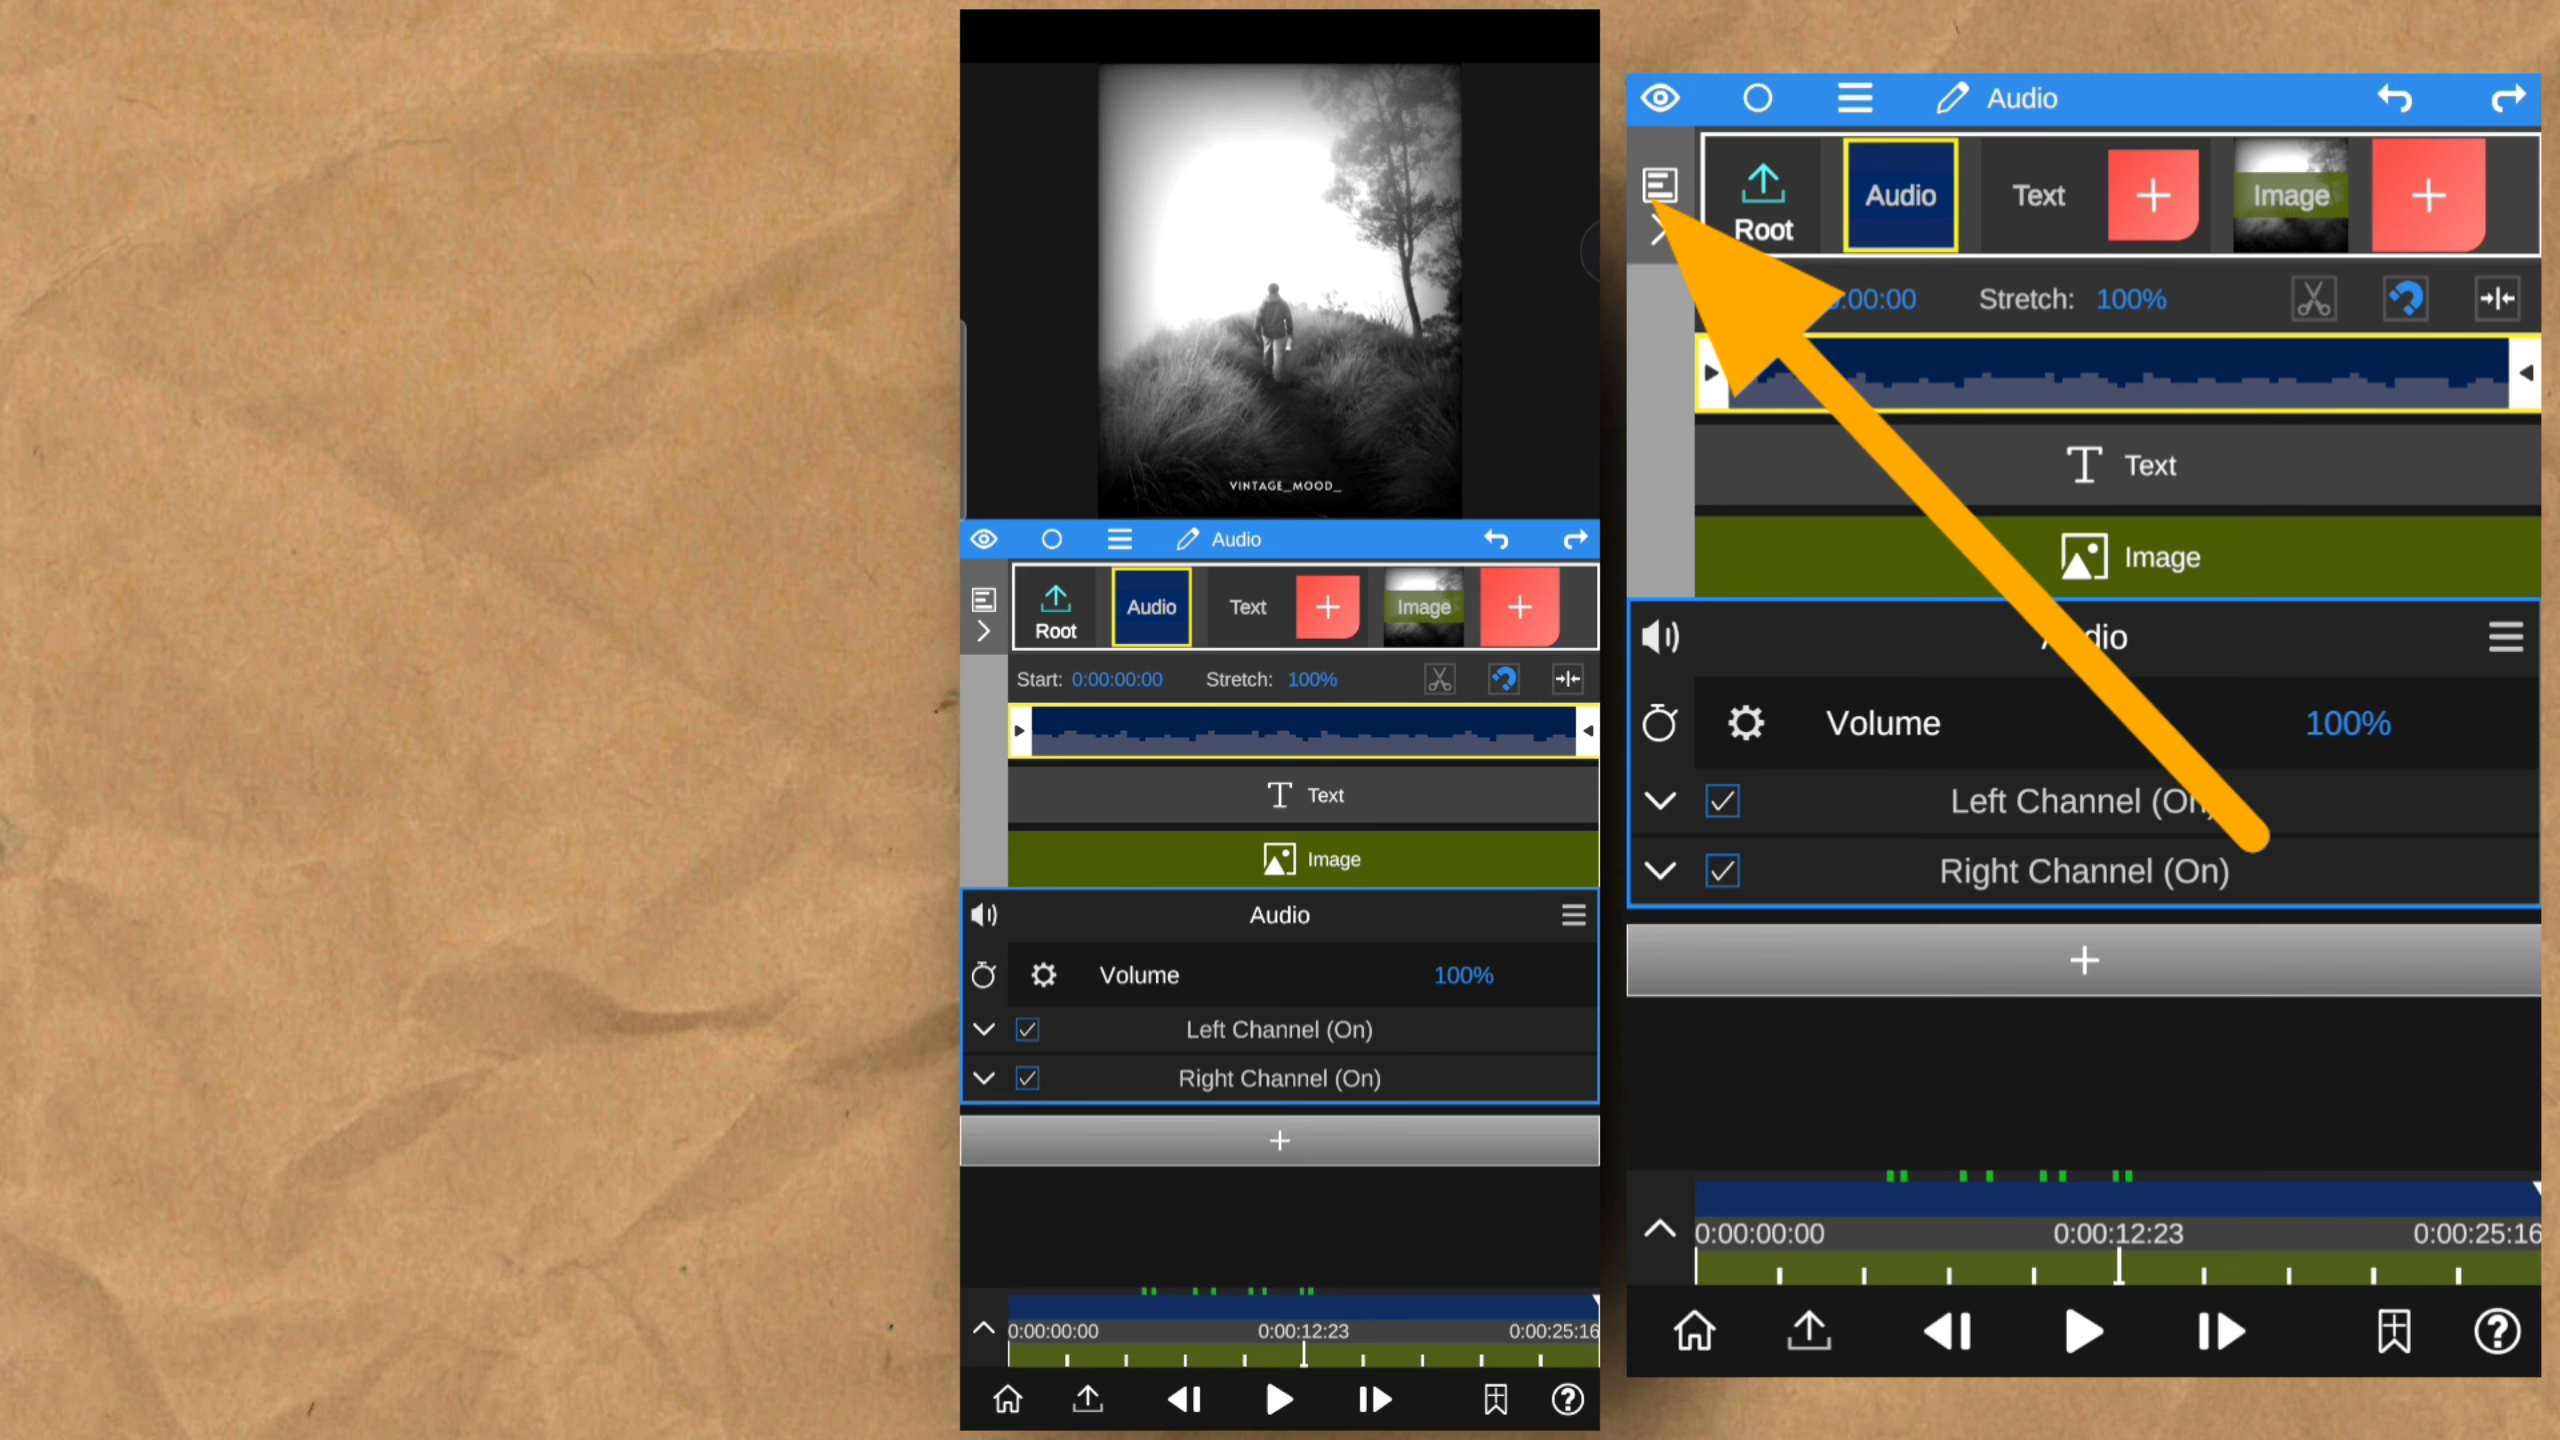 VINTAGE_MOOD_
Audio
Root
Audio
Text
Image
Start: 0:00:00:00
Stretch: 100%
Text
Image
Audio
Volume
100%
Left Channel (On)
Right Channel (On)
0:00:00:00
0:00:12:23
0:00:25:16
Audio
Root
Audio
Text
Image
:00:00
Stretch: 100%
Text
Image
dio
Volume
100%
Left Channel (On
Right Channel (On)
0:00:00:00
0:00:12:23
0:00:25:16